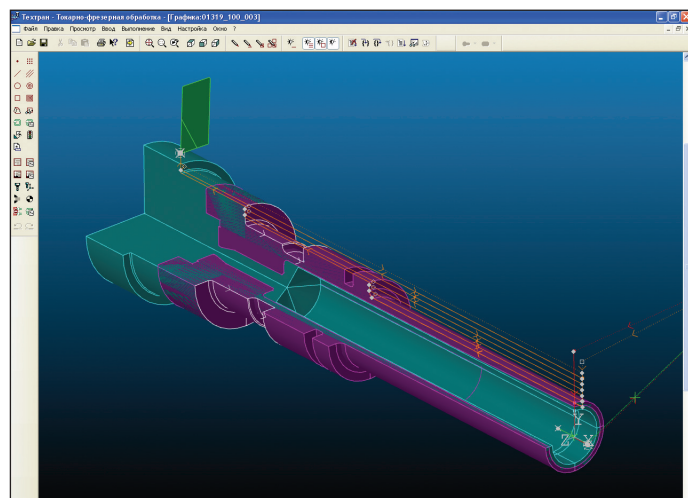 Техтран - Токарно-фрезерная обработка - [Графика:01319_100_003]
Файл Правка Просмотр Ввод Выполнение Вид Настройка Окно ?
Y
Z X